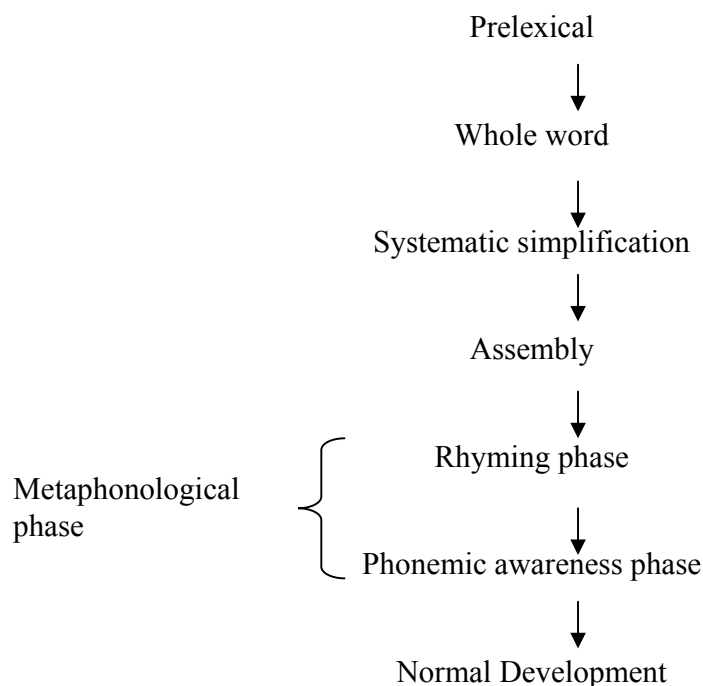 Prelexical
Whole word
Systematic simplification
Assembly
Rhyming phase
Metaphonological
phase
Phonemic awareness phase
Normal Development